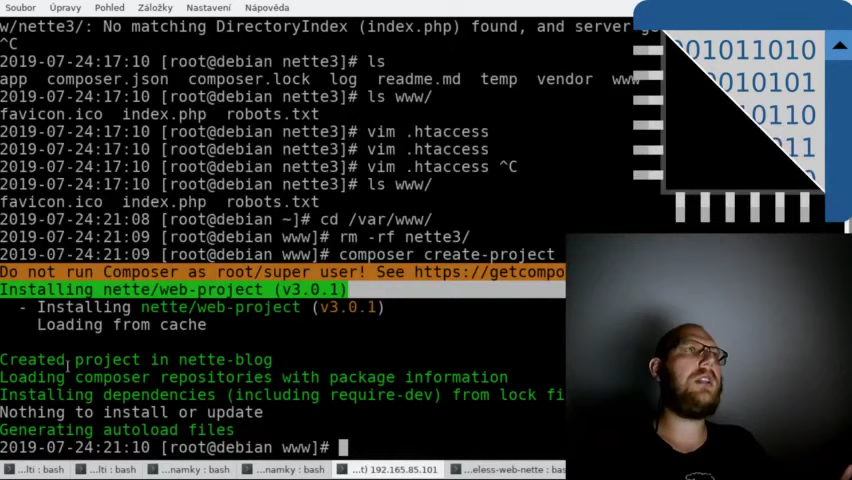 Soubor Úpravy Pohled Záložky Nastavení Nápověda
w/nette3/: No matching DirectoryIndex (index.php) found, and server
^C
2019-07-24:17:10 [root@debian nette3]# ls
app composer.json composer.lock log readme.md temp vendor www
2019-07-24:17:10 [root@debian nette3]# ls www/
favicon.ico index.php robots.txt
2019-07-24:17:10 [root@debian nette3]# vim .htaccess
2019-07-24:17:10 [root@debian nette3]# vim .htaccess
2019-07-24:17:10 [root@debian nette3]# vim .htaccess ^C
2019-07-24:17:10 [root@debian nette3]# ls www/
favicon.ico index.php robots.txt
2019-07-24:21:08 [root@debian ~]# cd /var/www/
2019-07-24:21:09 [root@debian www]# rm -rf nette3/
2019-07-24:21:09 [root@debian www]# composer create-project
Do not run Composer as root/super user! See https://getcompo
Installing nette/web-project (v3.0.1)
- Installing nette/web-project (v3.0.1)
Loading from cache
Created project in nette-blog
Loading composer repositories with package information
Installing dependencies (including require-dev) from lock fi
Nothing to install or update
Generating autoload files
2019-07-24:21:10 [root@debian www]#
...lti : bash ...lti : bash ...namky : bash ...namky : bash ...t) 192.165.85.101 ...eless-web-nette : bash
001011010
010101
0110
11